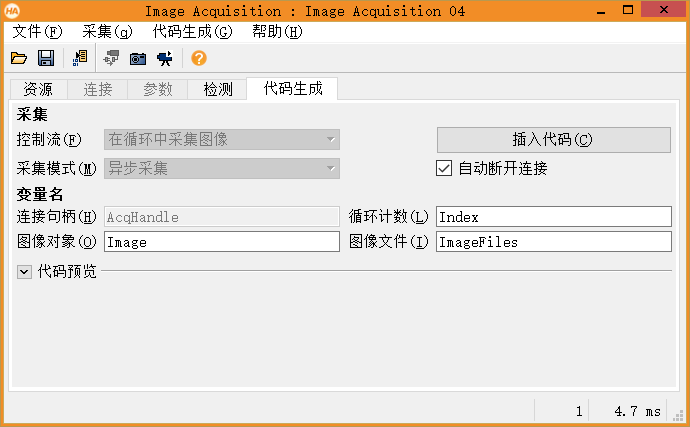 HA Image Acquisition : Image Acquisition 04
文件(F) 采集(q) 代码生成(G) 帮助(H)
资源 连接 参数 检测 代码生成
采集
控制流(F) 在循环中采集图像 插入代码(C)
采集模式(M) 异步采集 自动断开连接
变量名
连接句柄(H) AcqHandle 循环计数(L) Index
图像对象(O) Image 图像文件(I) ImageFiles
代码预览
1 4.7 ms